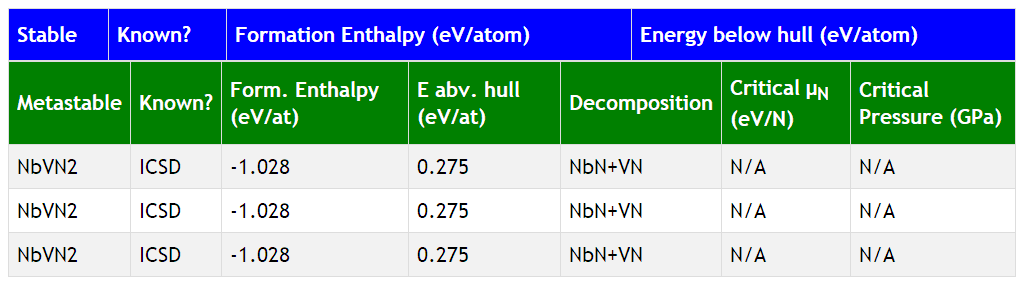 Stable Known? Formation Enthalpy (eV/atom) Energy below hull (eV/atom)
Metastable Known? Form. Enthalpy (eV/at) E abv. hull (eV/at) Decomposition Critical μN (eV/N) Critical Pressure (GPa)
NbVN2 ICSD -1.028 0.275 NbN+VN N/A N/A
NbVN2 ICSD -1.028 0.275 NbN+VN N/A N/A
NbVN2 ICSD -1.028 0.275 NbN+VN N/A N/A